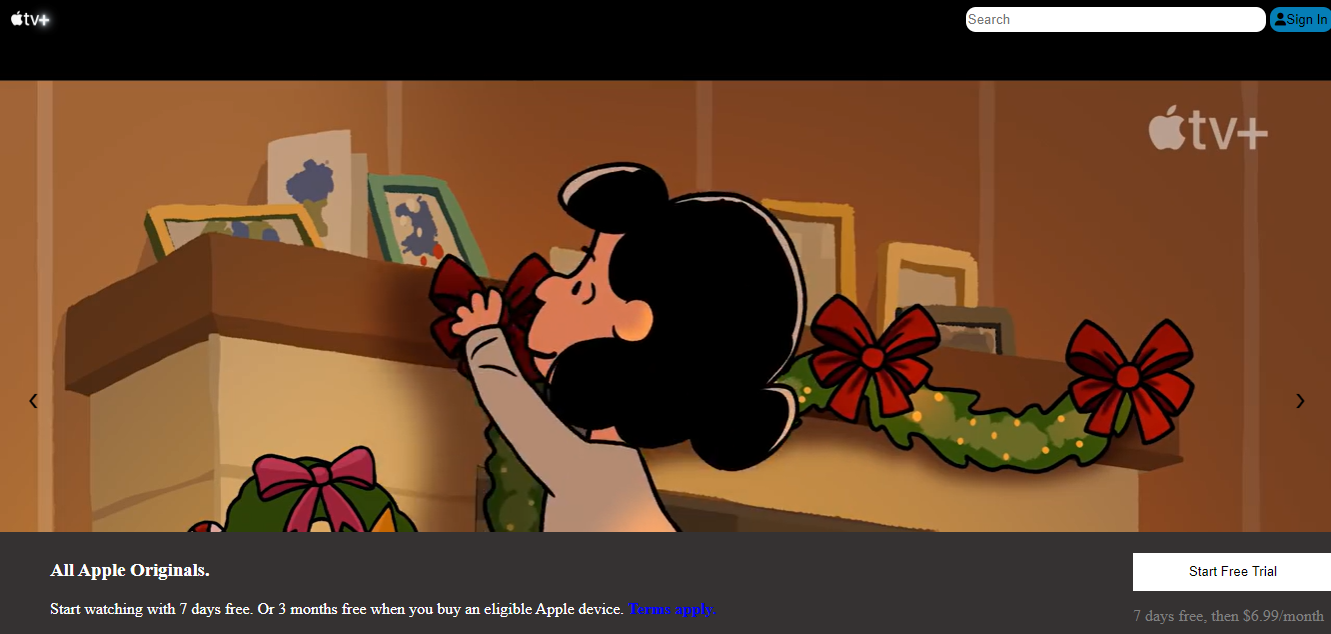 tv+
Search
Sign In
tv+
All Apple Originals.
Start Free Trial
Start watching with 7 days free. Or 3 months free when you buy an eligible Apple device. Terms apply.
7 days free, then $6.99/month